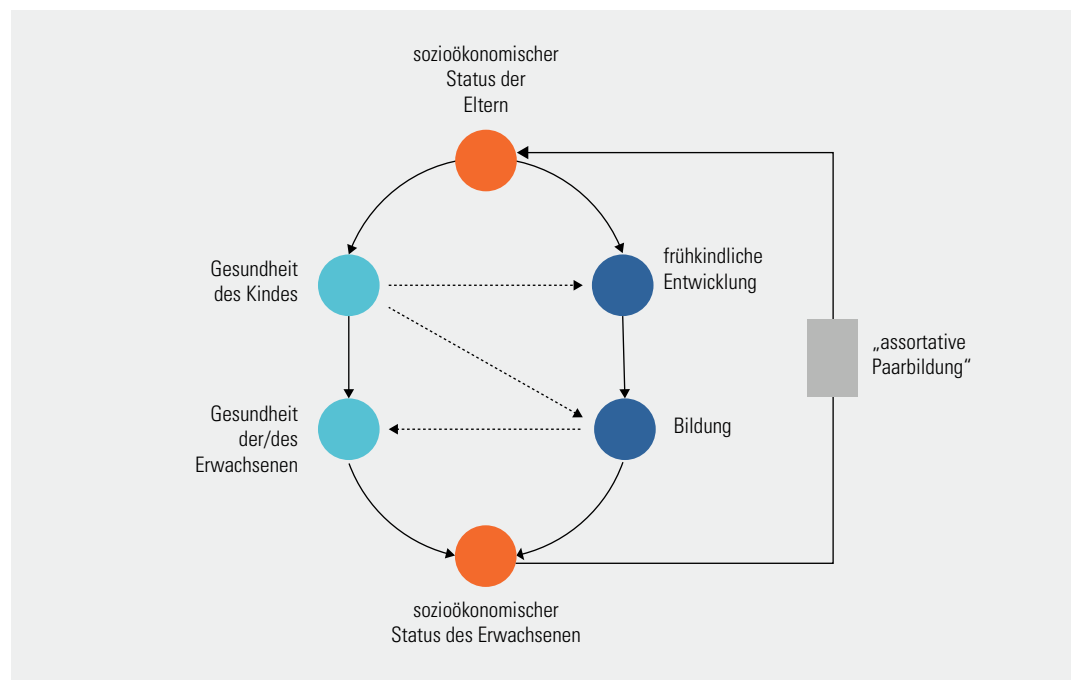 sozioökonomischer
Status der
Eltern
Gesundheit
des Kindes
frühkindliche
Entwicklung
„assortative
Paarbildung“
Gesundheit
der/des
Erwachsenen
Bildung
sozioökonomischer
Status des Erwachsenen